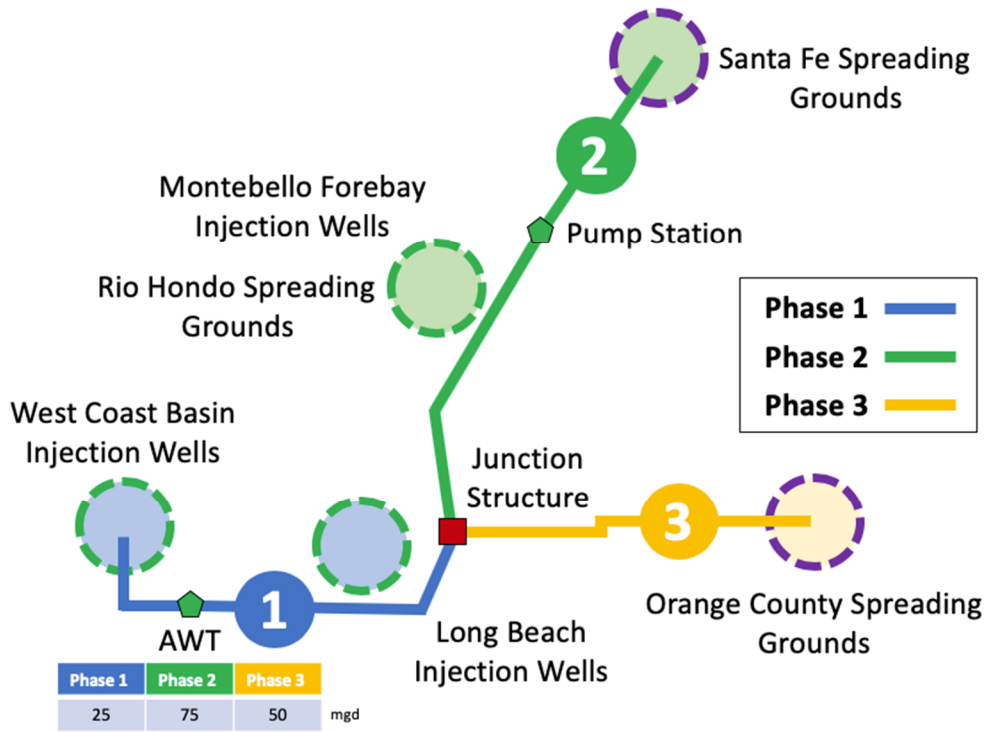 Santa Fe Spreading
Grounds
2
Montebello Forebay
Injection Wells
Pump Station
Rio Hondo Spreading
Grounds
Phase 1
Phase 2
Phase 3
West Coast Basin
Injection Wells
Junction
Structure
3
1
AWT
Orange County Spreading
Grounds
Long Beach
Injection Wells
Phase 1 Phase 2 Phase 3
25 75 50 mgd